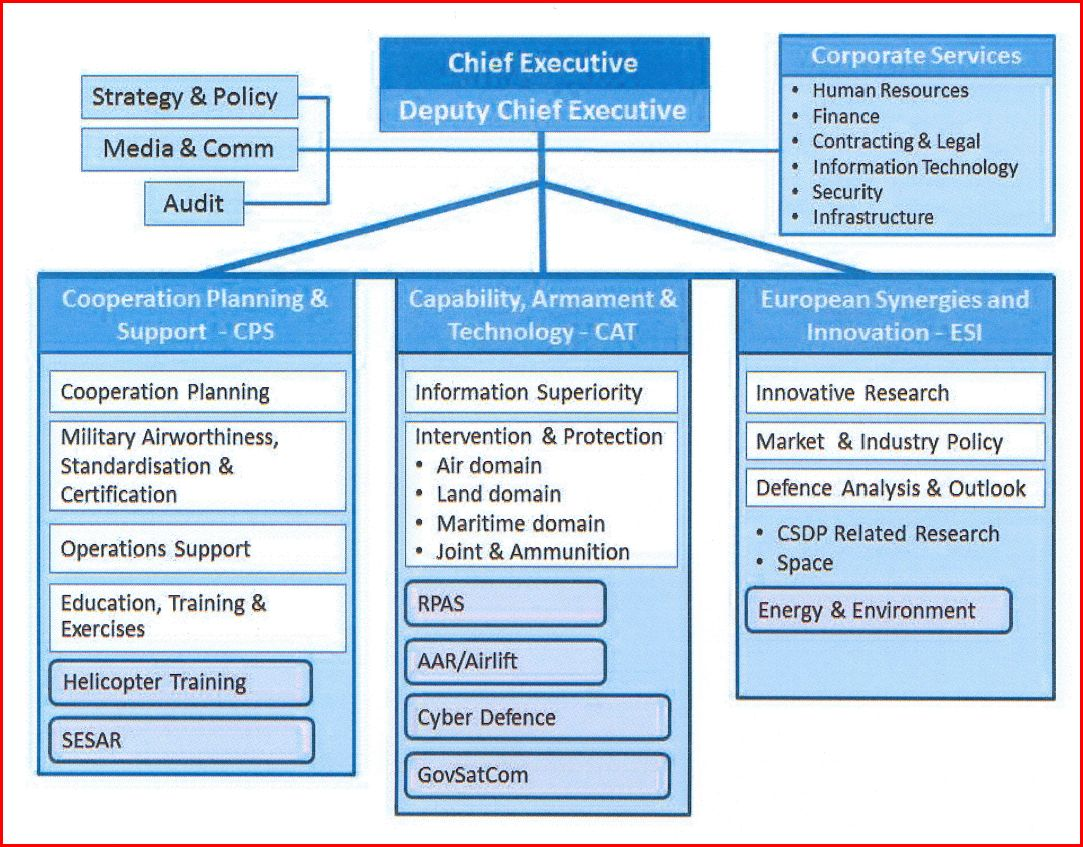 Chief Executive
Deputy Chief Executive
Strategy & Policy
Media & Comm
Audit
Corporate Services
• Human Resources
• Finance
• Contracting & Legal
• Information Technology
• Security
• Infrastructure
Cooperation Planning &
Support - CPS
Cooperation Planning
Military Airworthiness,
Standardisation &
Certification
Operations Support
Education, Training &
Exercises
Helicopter Training
SESAR
Capability, Armament &
Technology - CAT
Information Superiority
Intervention & Protection
• Air domain
• Land domain
• Maritime domain
• Joint & Ammunition
RPAS
AAR/Airlift
Cyber Defence
GovSatCom
European Synergies and
Innovation - ESI
Innovative Research
Market & Industry Policy
Defence Analysis & Outlook
• CSDP Related Research
• Space
Energy & Environment